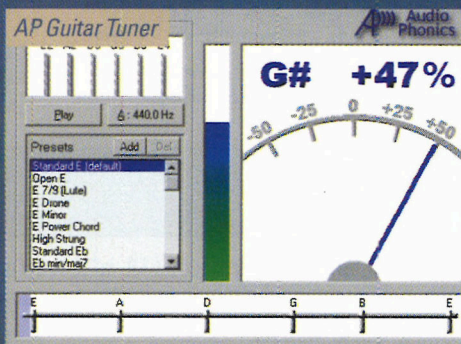 AP Guitar Tuner
Audio
Phonics
G# +47%
-50 -25 0 +25 +50
Play
A: 440.0 Hz
Presets
Add
Del
Standard E (default)
Open E
E 7/9 (Lute)
E Drone
E Minor
E Power Chord
High Strung
Standard Eb
Eb min/maj7
E A D G B E